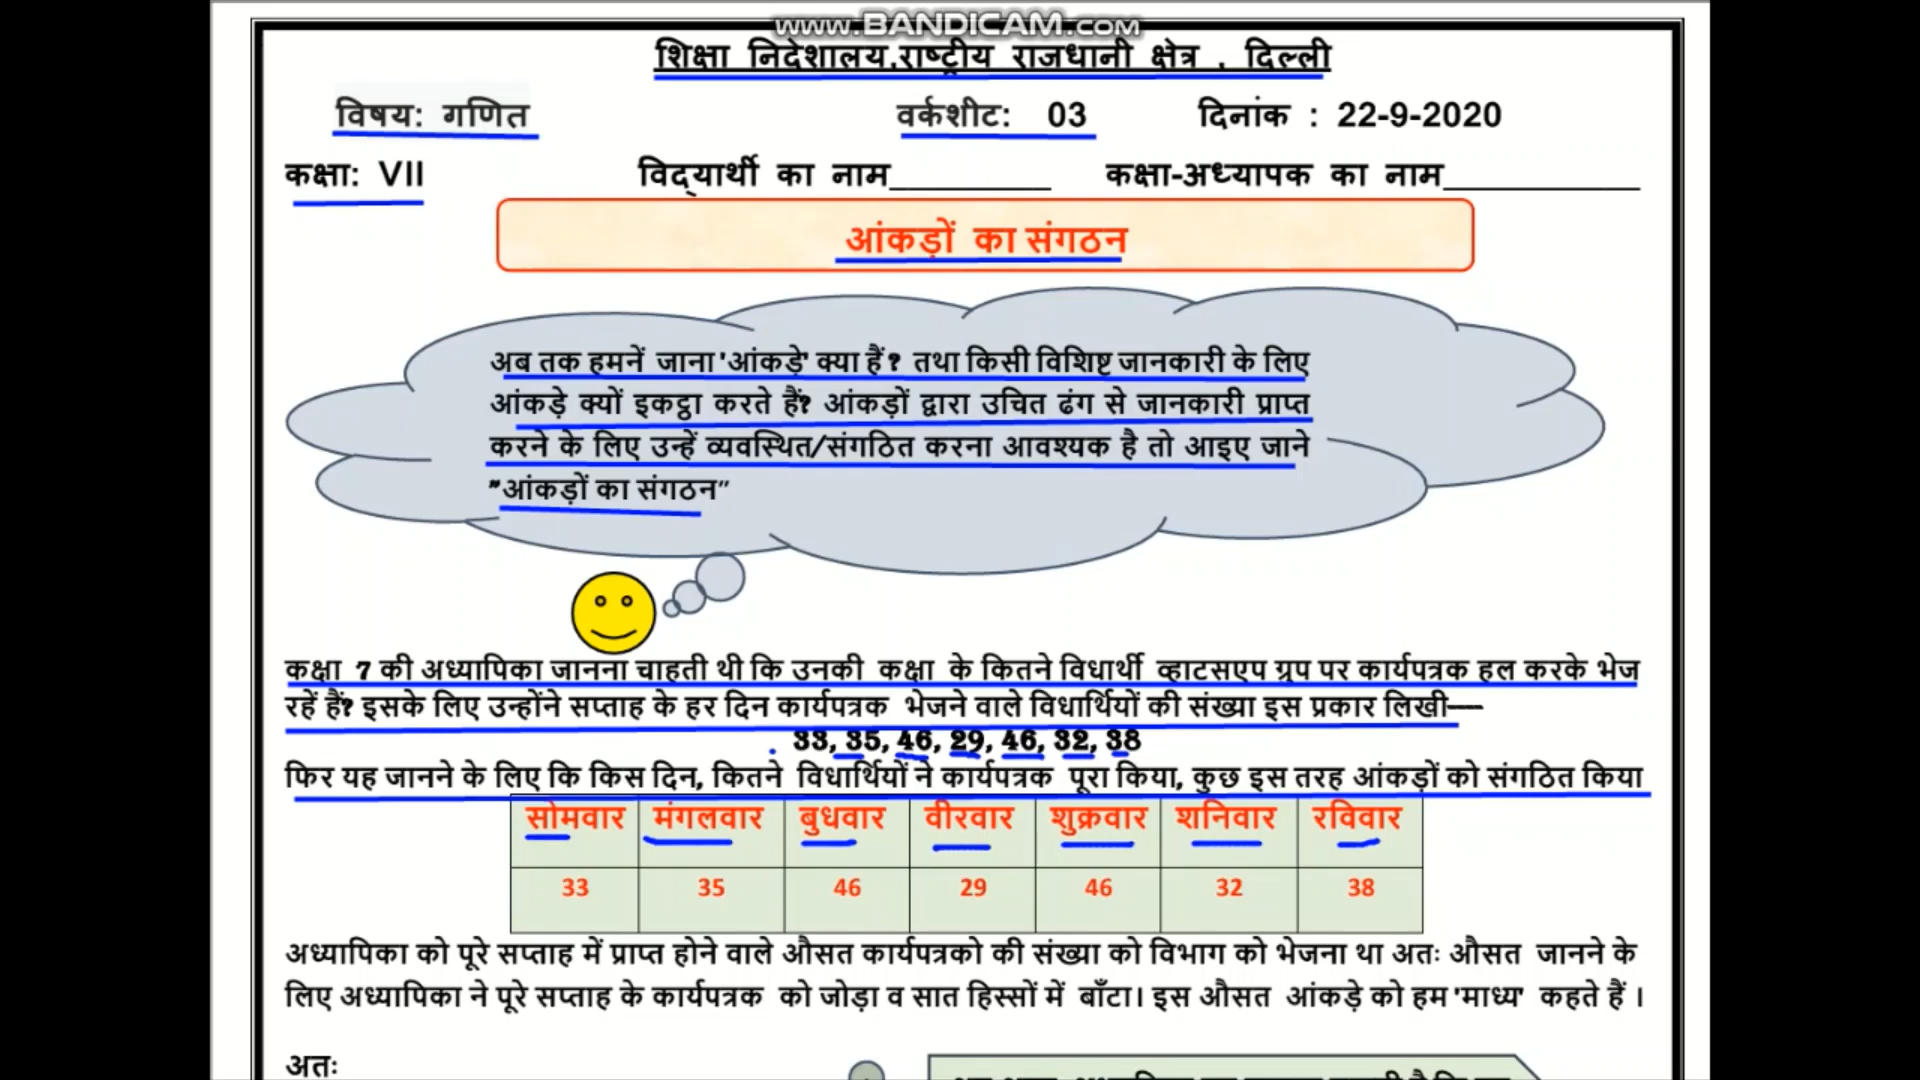 www.BANDICAM.com
शिक्षा निदेशालय,राष्ट्रीय राजधानी क्षेत्र , दिल्ली
विषय: गणित वर्कशीट: 03 दिनांक : 22-9-2020
कक्षा: VII विद्यार्थी का नाम_________ कक्षा-अध्यापक का नाम___________
आंकड़ों का संगठन
अब तक हमनें जाना 'आंकड़े' क्या हैं? तथा किसी विशिष्ट जानकारी के लिए
आंकड़े क्यों इकट्ठा करते हैं? आंकड़ों द्वारा उचित ढंग से जानकारी प्राप्त
करने के लिए उन्हें व्यवस्थित/संगठित करना आवश्यक है तो आइए जाने
"आंकड़ों का संगठन”
कक्षा 7 की अध्यापिका जानना चाहती थी कि उनकी कक्षा के कितने विधार्थी व्हाटसएप ग्रुप पर कार्यपत्रक हल करके भेज
रहें हैं? इसके लिए उन्होंने सप्ताह के हर दिन कार्यपत्रक भेजने वाले विधार्थियों की संख्या इस प्रकार लिखी—
33, 35, 46, 29, 46, 32, 38
फिर यह जानने के लिए कि किस दिन, कितने विधार्थियों ने कार्यपत्रक पूरा किया, कुछ इस तरह आंकड़ों को संगठित किया
सोमवार मंगलवार बुधवार वीरवार शुक्रवार शनिवार रविवार
33 35 46 29 46 32 38
अध्यापिका को पूरे सप्ताह में प्राप्त होने वाले औसत कार्यपत्रको की संख्या को विभाग को भेजना था अतः औसत जानने के
लिए अध्यापिका ने पूरे सप्ताह के कार्यपत्रक को जोड़ा व सात हिस्सों में बाँटा। इस औसत आंकड़े को हम 'माध्य' कहते हैं ।
अतः